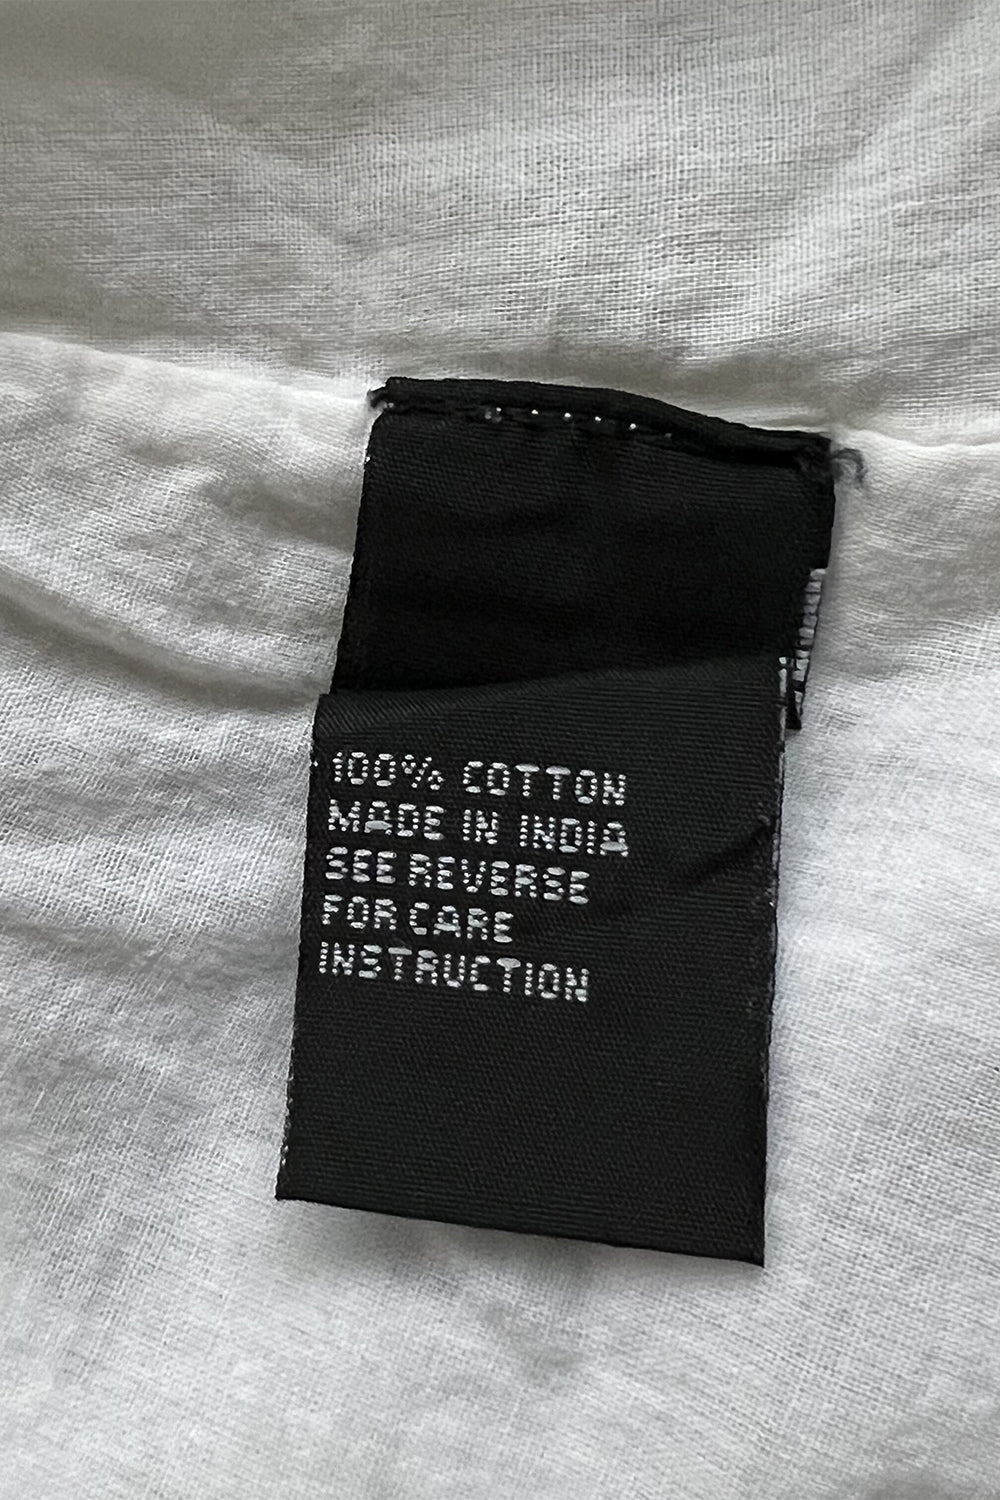 100% COTTON
MADE IN INDIA
SEE REVERSE
FOR CARE
INSTRUCTION